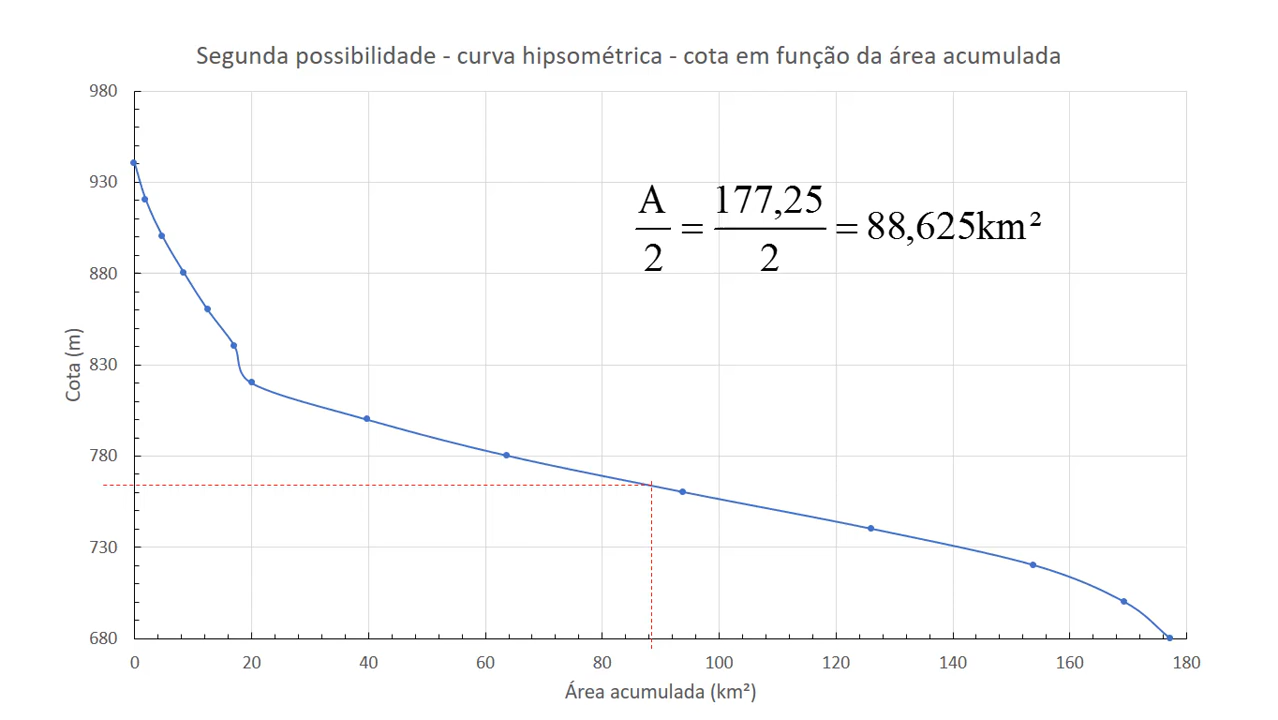 Segunda possibilidade - curva hipsométrica - cota em função da área acumulada
980
930
880
830
780
730
680
Cota (m)
A/2 = 177,25/2 = 88,625km²
0 20 40 60 80 100 120 140 160 180
Área acumulada (km²)